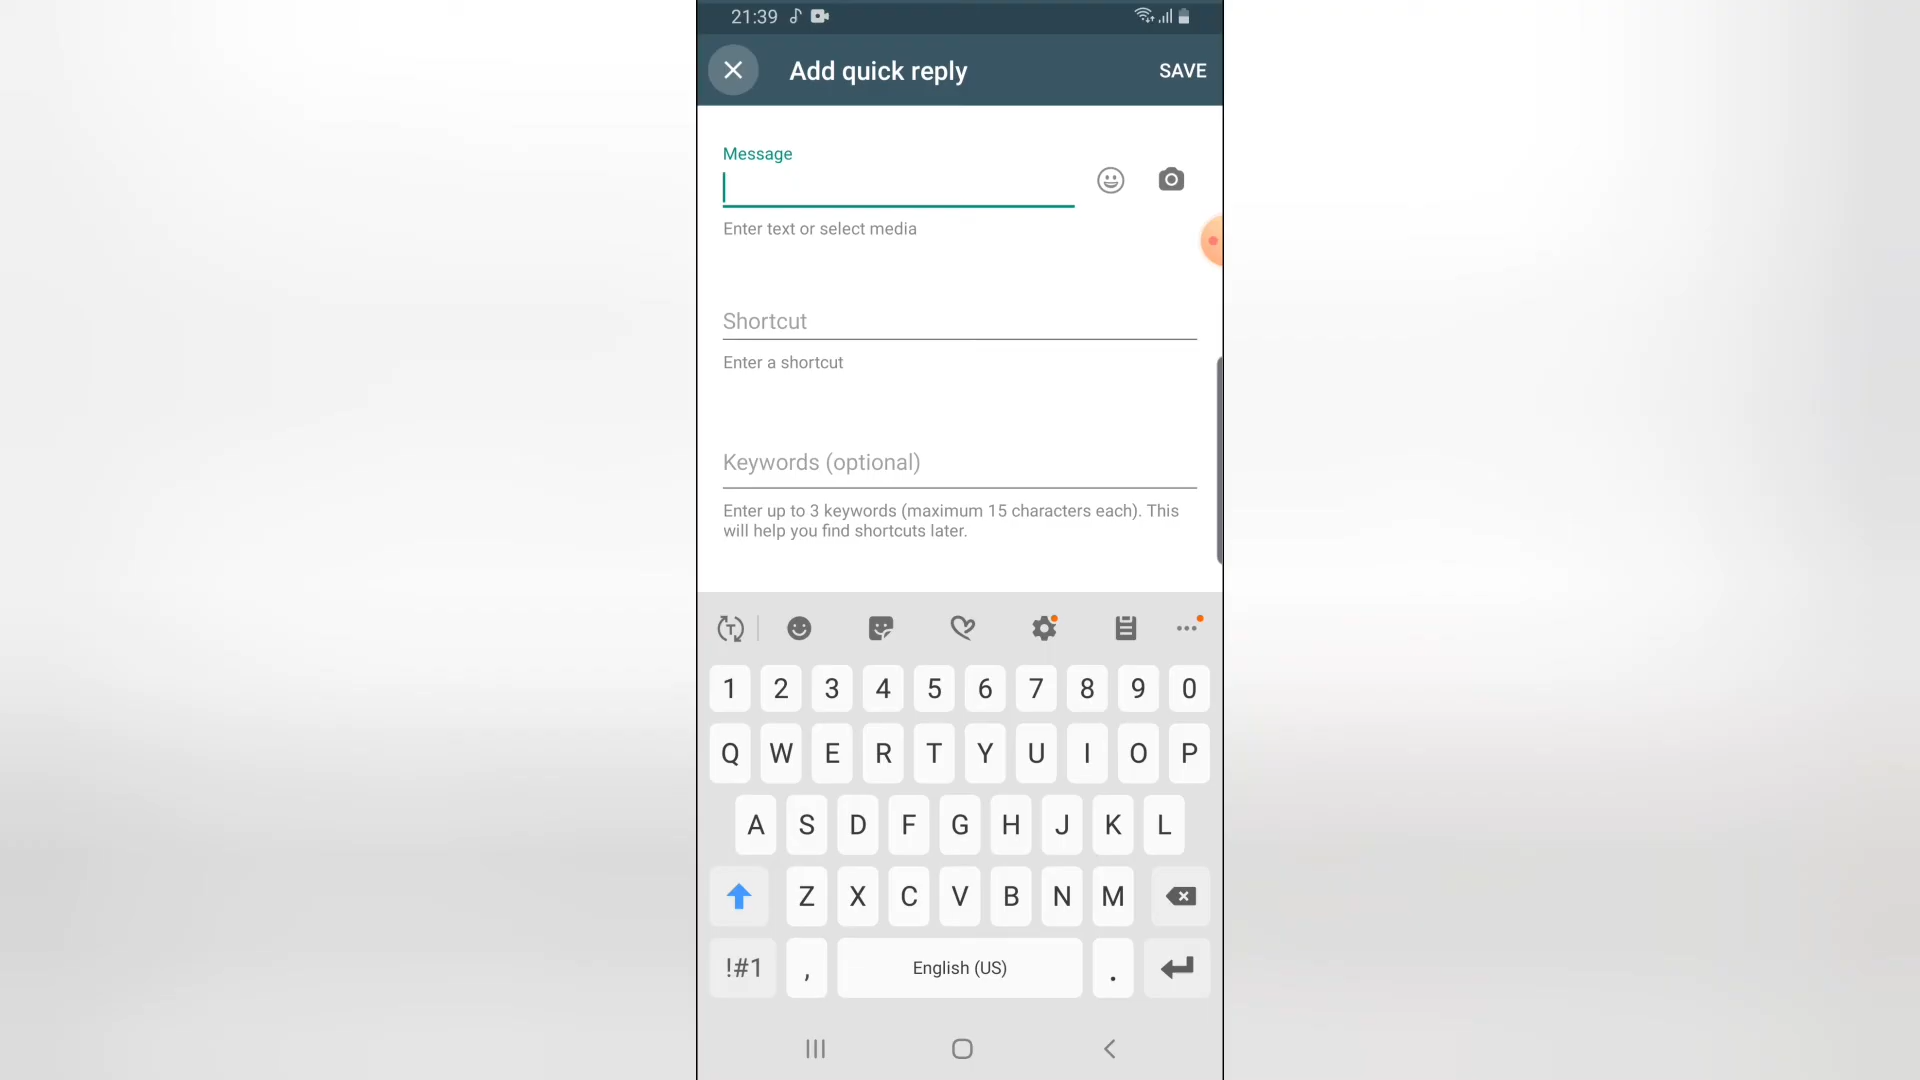 21:39
Add quick reply
SAVE
Message
Enter text or select media
Shortcut
Enter a shortcut
Keywords (optional)
Enter up to 3 keywords (maximum 15 characters each). This
will help you find shortcuts later.
T
1 2 3 4 5 6 7 8 9 0
Q W E R T Y U I O P
A S D F G H J K L
Z X C V B N M
!#1 , English (US) .